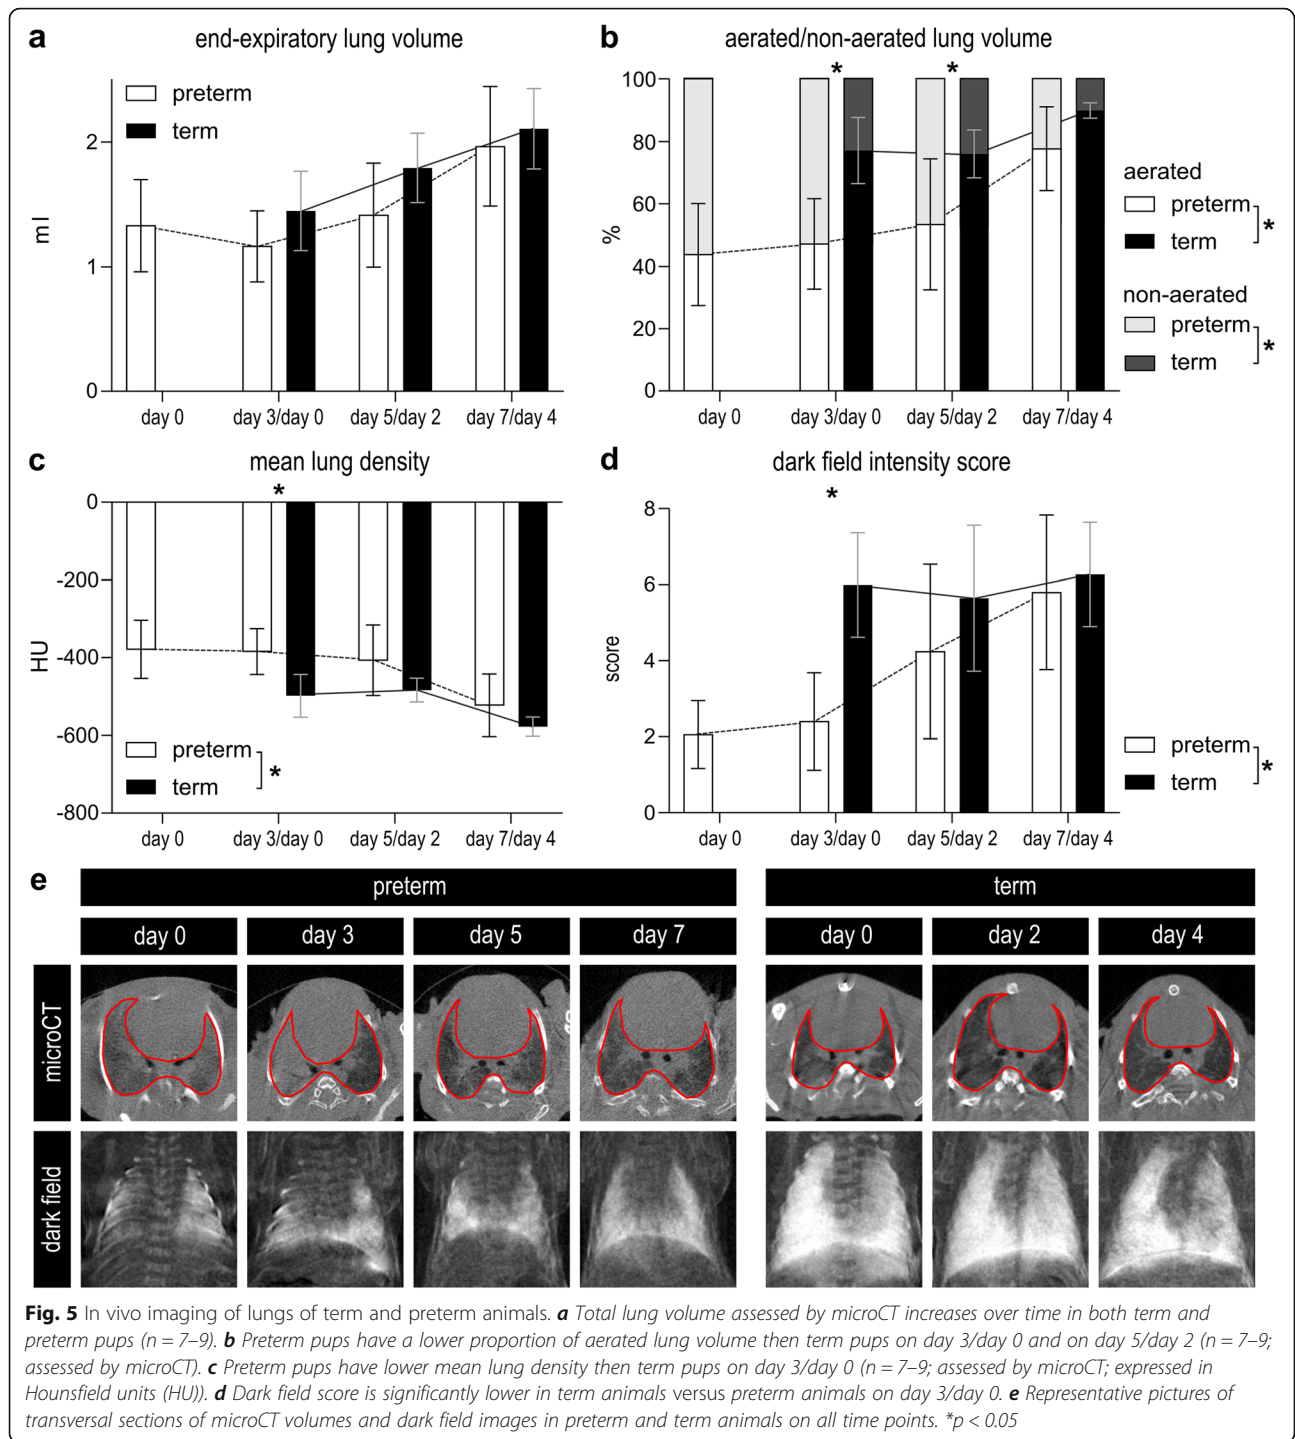 a end-expiratory lung volume
preterm
term
ml
2
1
0
day 0 day 3/day 0 day 5/day 2 day 7/day 4
b aerated/non-aerated lung volume
* *
%
100
80
60
40
20
0
day 0 day 3/day 0 day 5/day 2 day 7/day 4
aerated
preterm
term
*
non-aerated
preterm
term
*
c mean lung density
*
HU
0
-200
-400
-600
-800
preterm
term
*
day 0 day 3/day 0 day 5/day 2 day 7/day 4
d dark field intensity score
*
score
8
6
4
2
0
preterm
term
*
day 0 day 3/day 0 day 5/day 2 day 7/day 4
e preterm term
day 0 day 3 day 5 day 7 day 0 day 2 day 4
microCT
dark field
Fig. 5 In vivo imaging of lungs of term and preterm animals. a Total lung volume assessed by microCT increases over time in both term and
preterm pups (n = 7–9). b Preterm pups have a lower proportion of aerated lung volume then term pups on day 3/day 0 and on day 5/day 2 (n = 7–9;
assessed by microCT). c Preterm pups have lower mean lung density then term pups on day 3/day 0 (n = 7–9; assessed by microCT; expressed in
Hounsfield units (HU)). d Dark field score is significantly lower in term animals versus preterm animals on day 3/day 0. e Representative pictures of
transversal sections of microCT volumes and dark field images in preterm and term animals on all time points. *p < 0.05